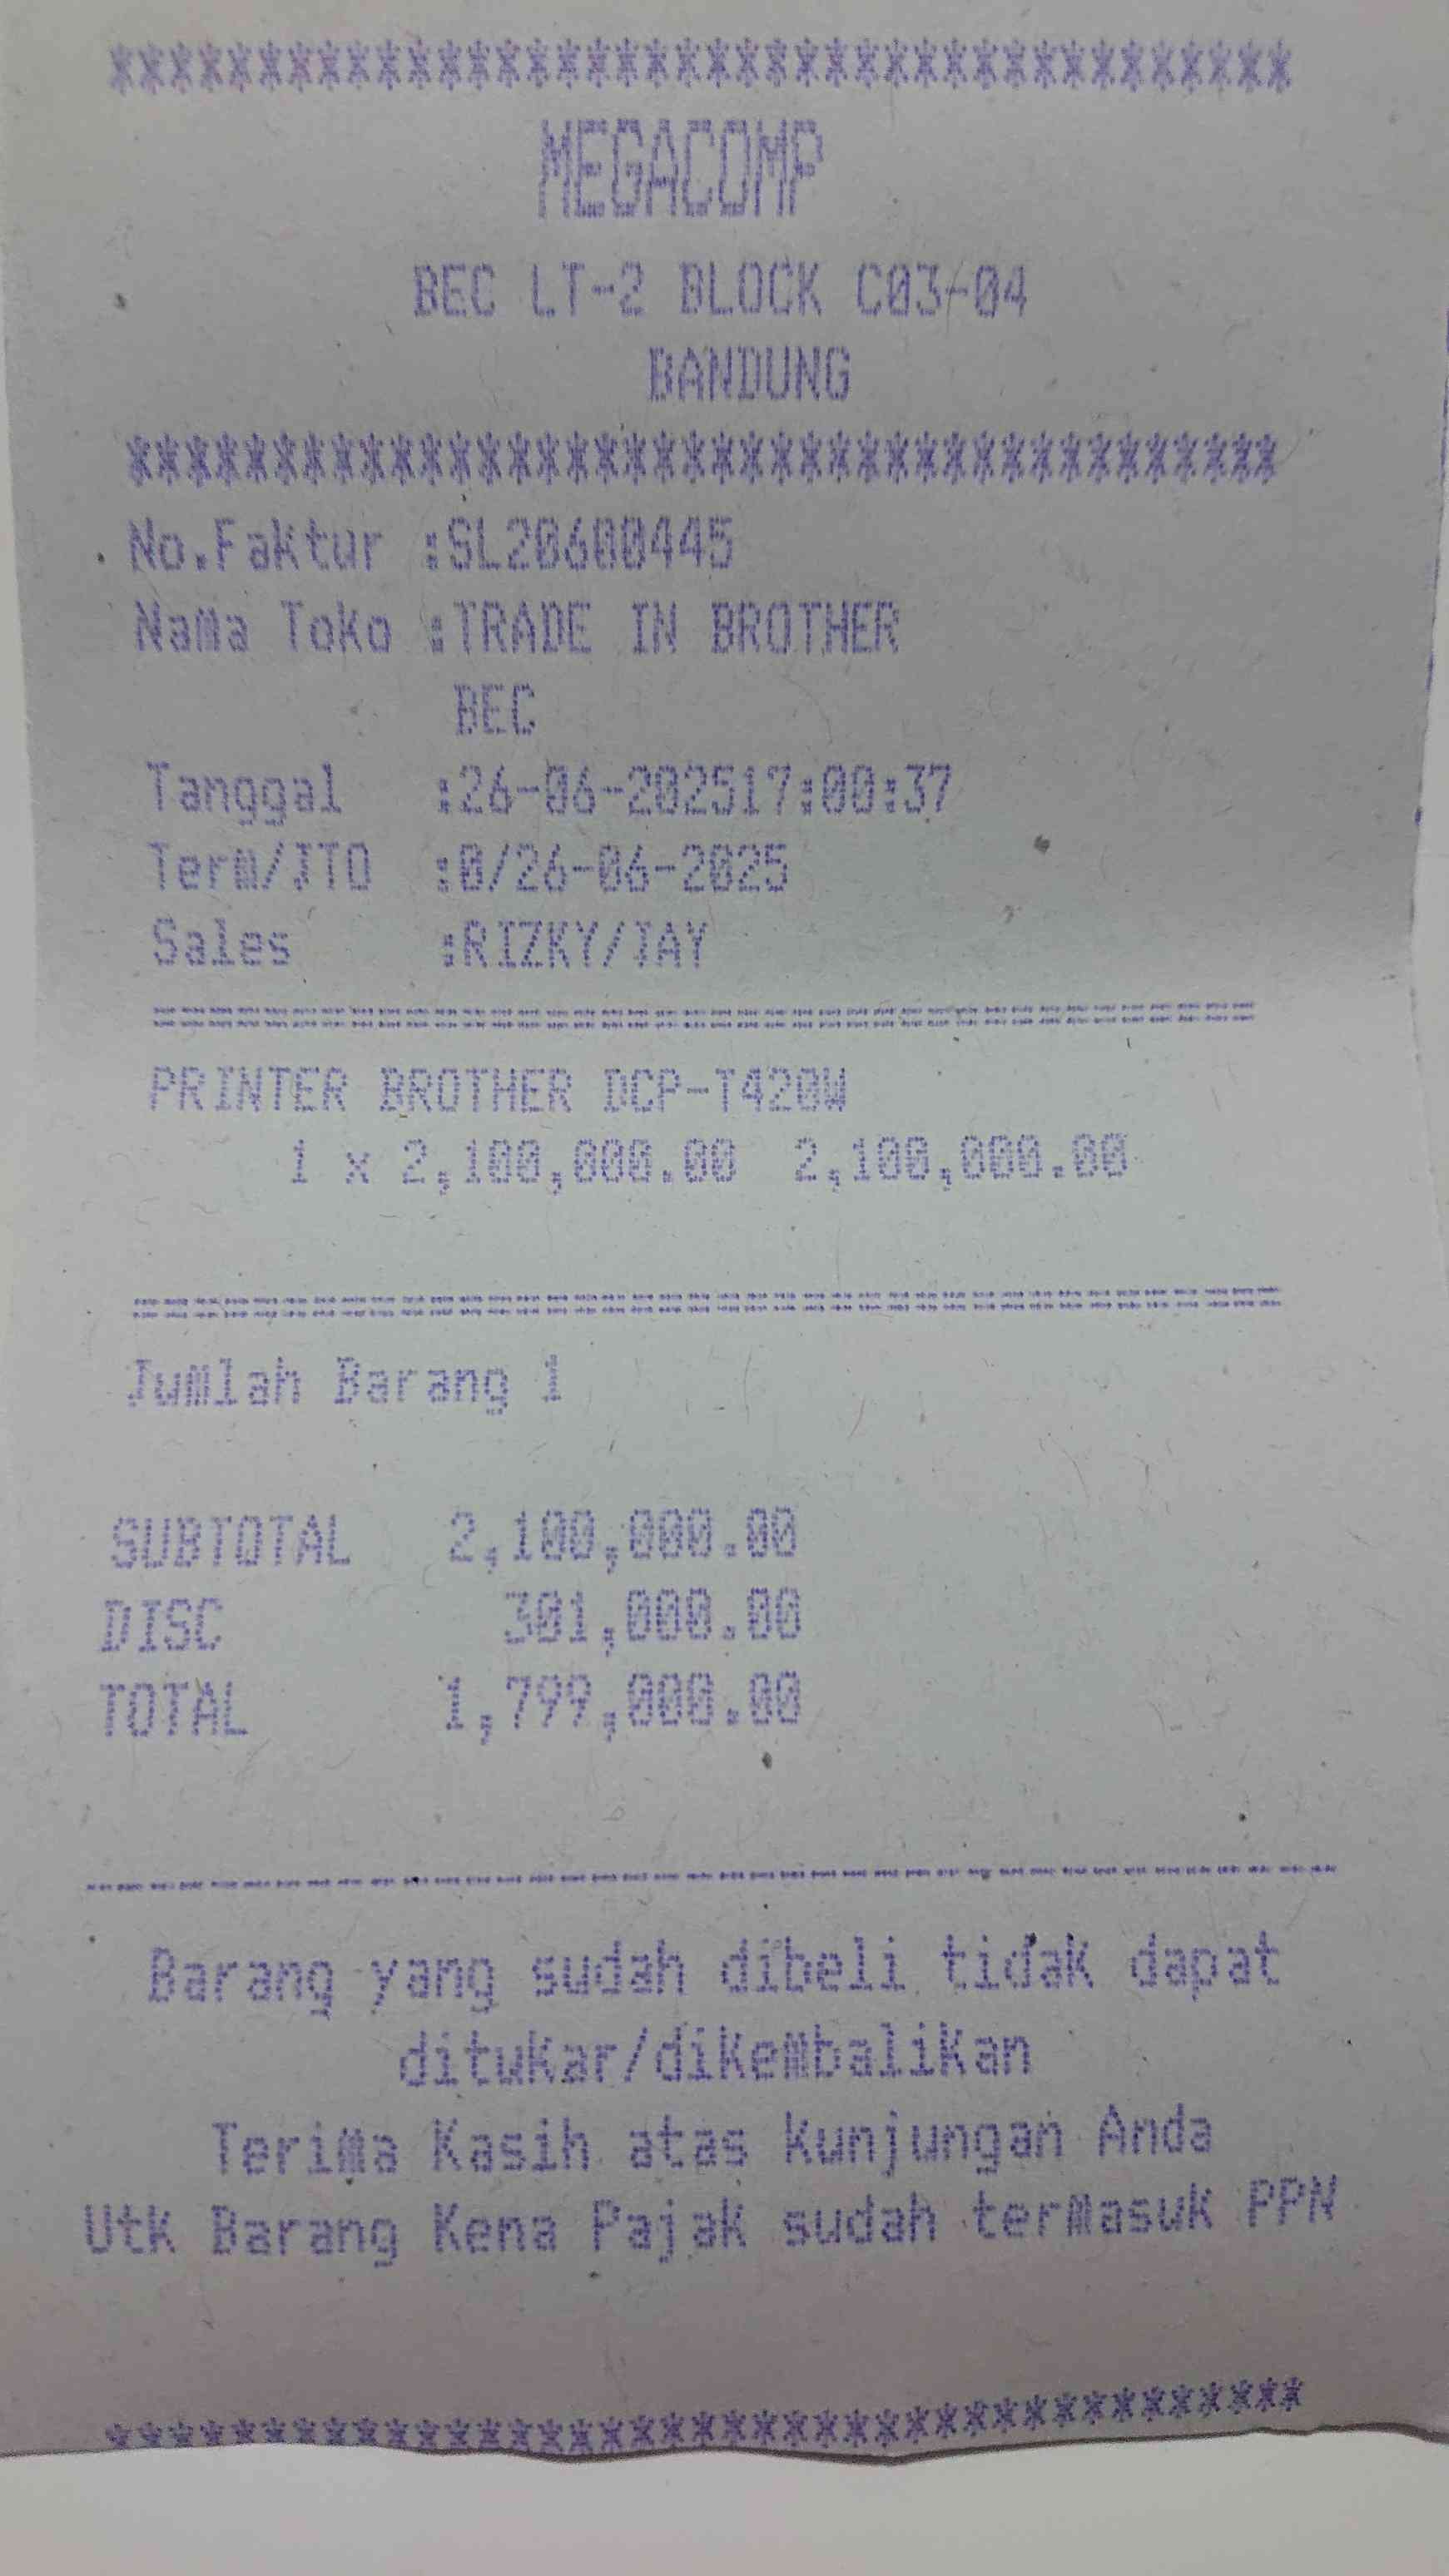 ****************************************
MEGACOMP
BEC LT-2 BLOCK C03-04
BANDUNG
****************************************
No.Faktur :SL20600445
Nama Toko :TRADE IN BROTHER
BEC
Tanggal :26-06-202517:00:37
Term/JTO :0/26-06-2025
Sales :RIZKY/TAY
========================================
PRINTER BROTHER DCP-T420W
1 x 2,100,000.00 2,100,000.00
========================================
Jumlah Barang 1
SUBTOTAL 2,100,000.00
DISC 301,000.00
TOTAL 1,799,000.00
----------------------------------------
Barang yang sudah dibeli tidak dapat
ditukar/dikembalikan
Terima Kasih atas Kunjungan Anda
Utk Barang Kena Pajak sudah termasuk PPN
****************************************